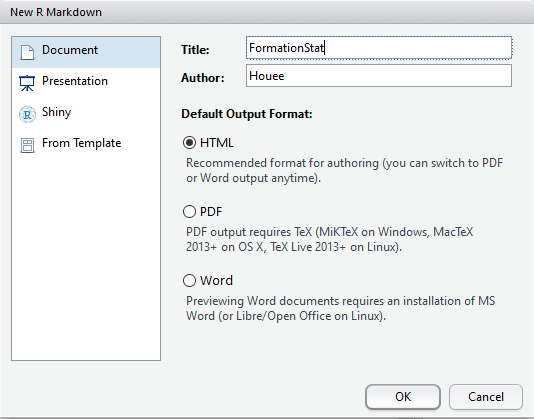 New R Markdown
Document
Presentation
Shiny
From Template
Title: FormationStat
Author: Houee
Default Output Format:
HTML
Recommended format for authoring (you can switch to PDF
or Word output anytime).
PDF
PDF output requires TeX (MiKTeX on Windows, MacTeX
2013+ on OS X, TeX Live 2013+ on Linux).
Word
Previewing Word documents requires an installation of MS
Word (or Libre/Open Office on Linux).
OK Cancel